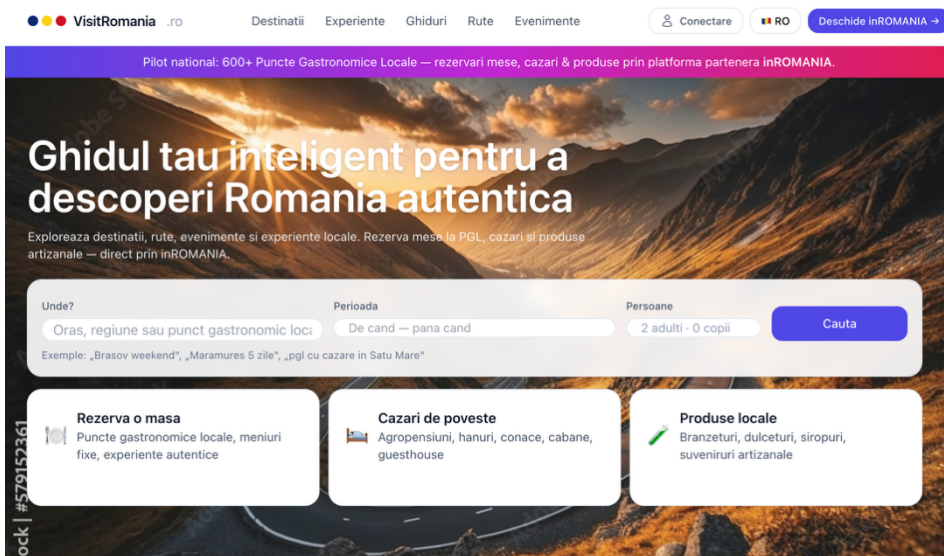 VisitRomania .ro
Destinatii Experiente Ghiduri Rute Evenimente
Conectare
RO
Deschide inROMANIA →
Pilot national: 600+ Puncte Gastronomice Locale — rezervari mese, cazari & produse prin platforma partenera inROMANIA.
Ghidul tau inteligent pentru a
descoperi Romania autentica
Exploreaza destinatii, rute, evenimente si experiente locale. Rezerva mese la PGL, cazari si produse
artizanale — direct prin inROMANIA.
Unde?
Oras, regiune sau punct gastronomic loca
Perioada
De cand — pana cand
Persoane
2 adulti · 0 copii
Cauta
Exemple: „Brasov weekend", „Maramures 5 zile", „pgl cu cazare in Satu Mare"
Rezerva o masa
Puncte gastronomice locale, meniuri
fixe, experiente autentice
Cazari de poveste
Agropensiuni, hanuri, conace, cabane,
guesthouse
Produse locale
Branzeturi, dulceturi, siropuri,
suveniruri artizanale
ock | #579152361